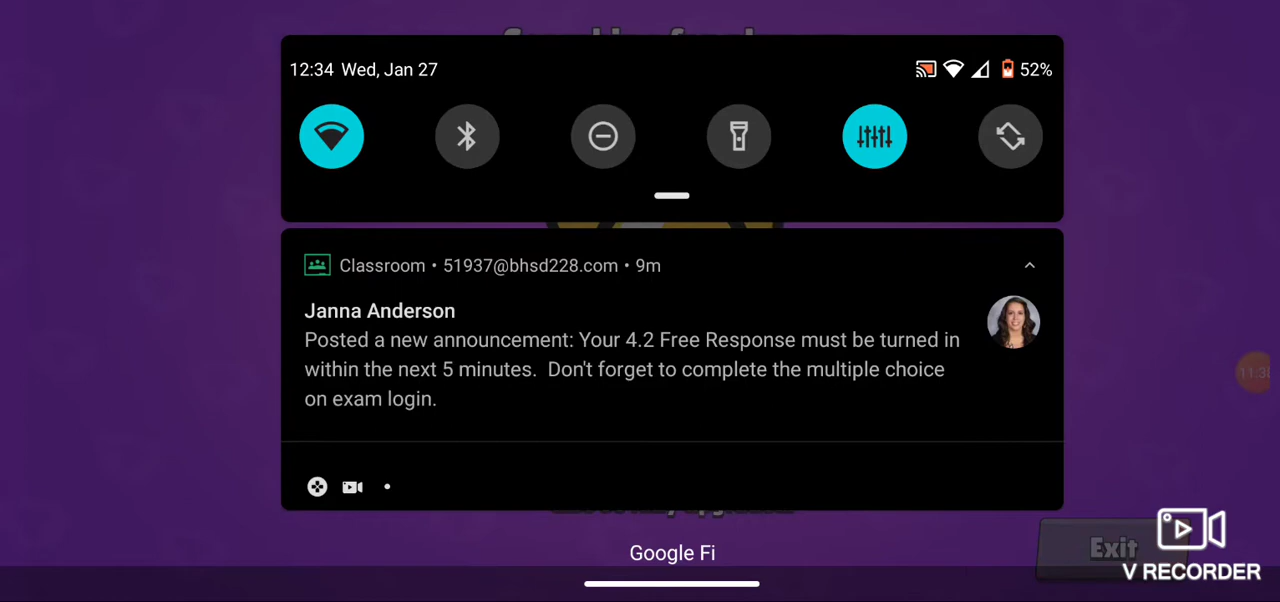 12:34 Wed, Jan 27
52%
Classroom • 51937@bhsd228.com • 9m
Janna Anderson
Posted a new announcement: Your 4.2 Free Response must be turned in
within the next 5 minutes.  Don't forget to complete the multiple choice
on exam login.
Google Fi
Exit
V RECORDER